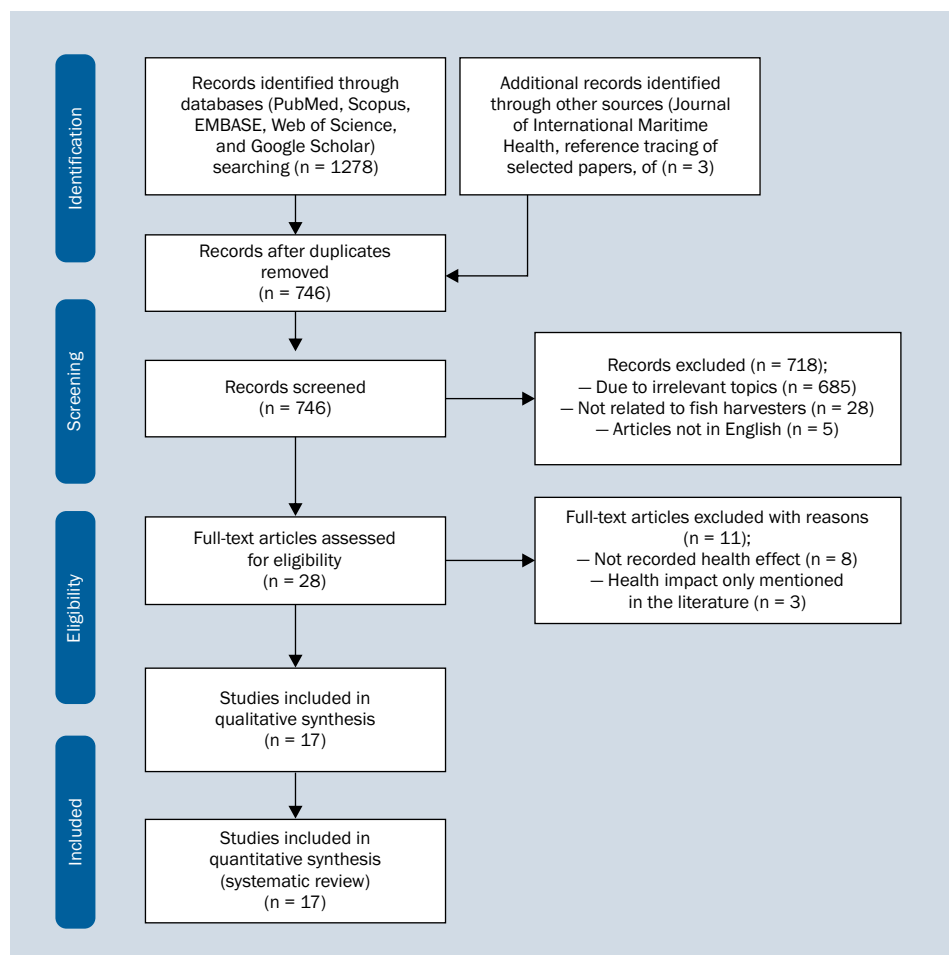 Identification
Records identified through
databases (PubMed, Scopus,
EMBASE, Web of Science,
and Google Scholar)
searching (n = 1278)
Additional records identified
through other sources (Journal
of International Maritime
Health, reference tracing of
selected papers, of (n = 3)
Records after duplicates
removed
(n = 746)
Screening
Records screened
(n = 746)
Records excluded (n = 718);
— Due to irrelevant topics (n = 685)
— Not related to fish harvesters (n = 28)
— Articles not in English (n = 5)
Eligibility
Full-text articles assessed
for eligibility
(n = 28)
Full-text articles excluded with reasons
(n = 11);
— Not recorded health effect (n = 8)
— Health impact only mentioned
in the literature (n = 3)
Studies included in
qualitative synthesis
(n = 17)
Included
Studies included in
quantitative synthesis
(systematic review)
(n = 17)